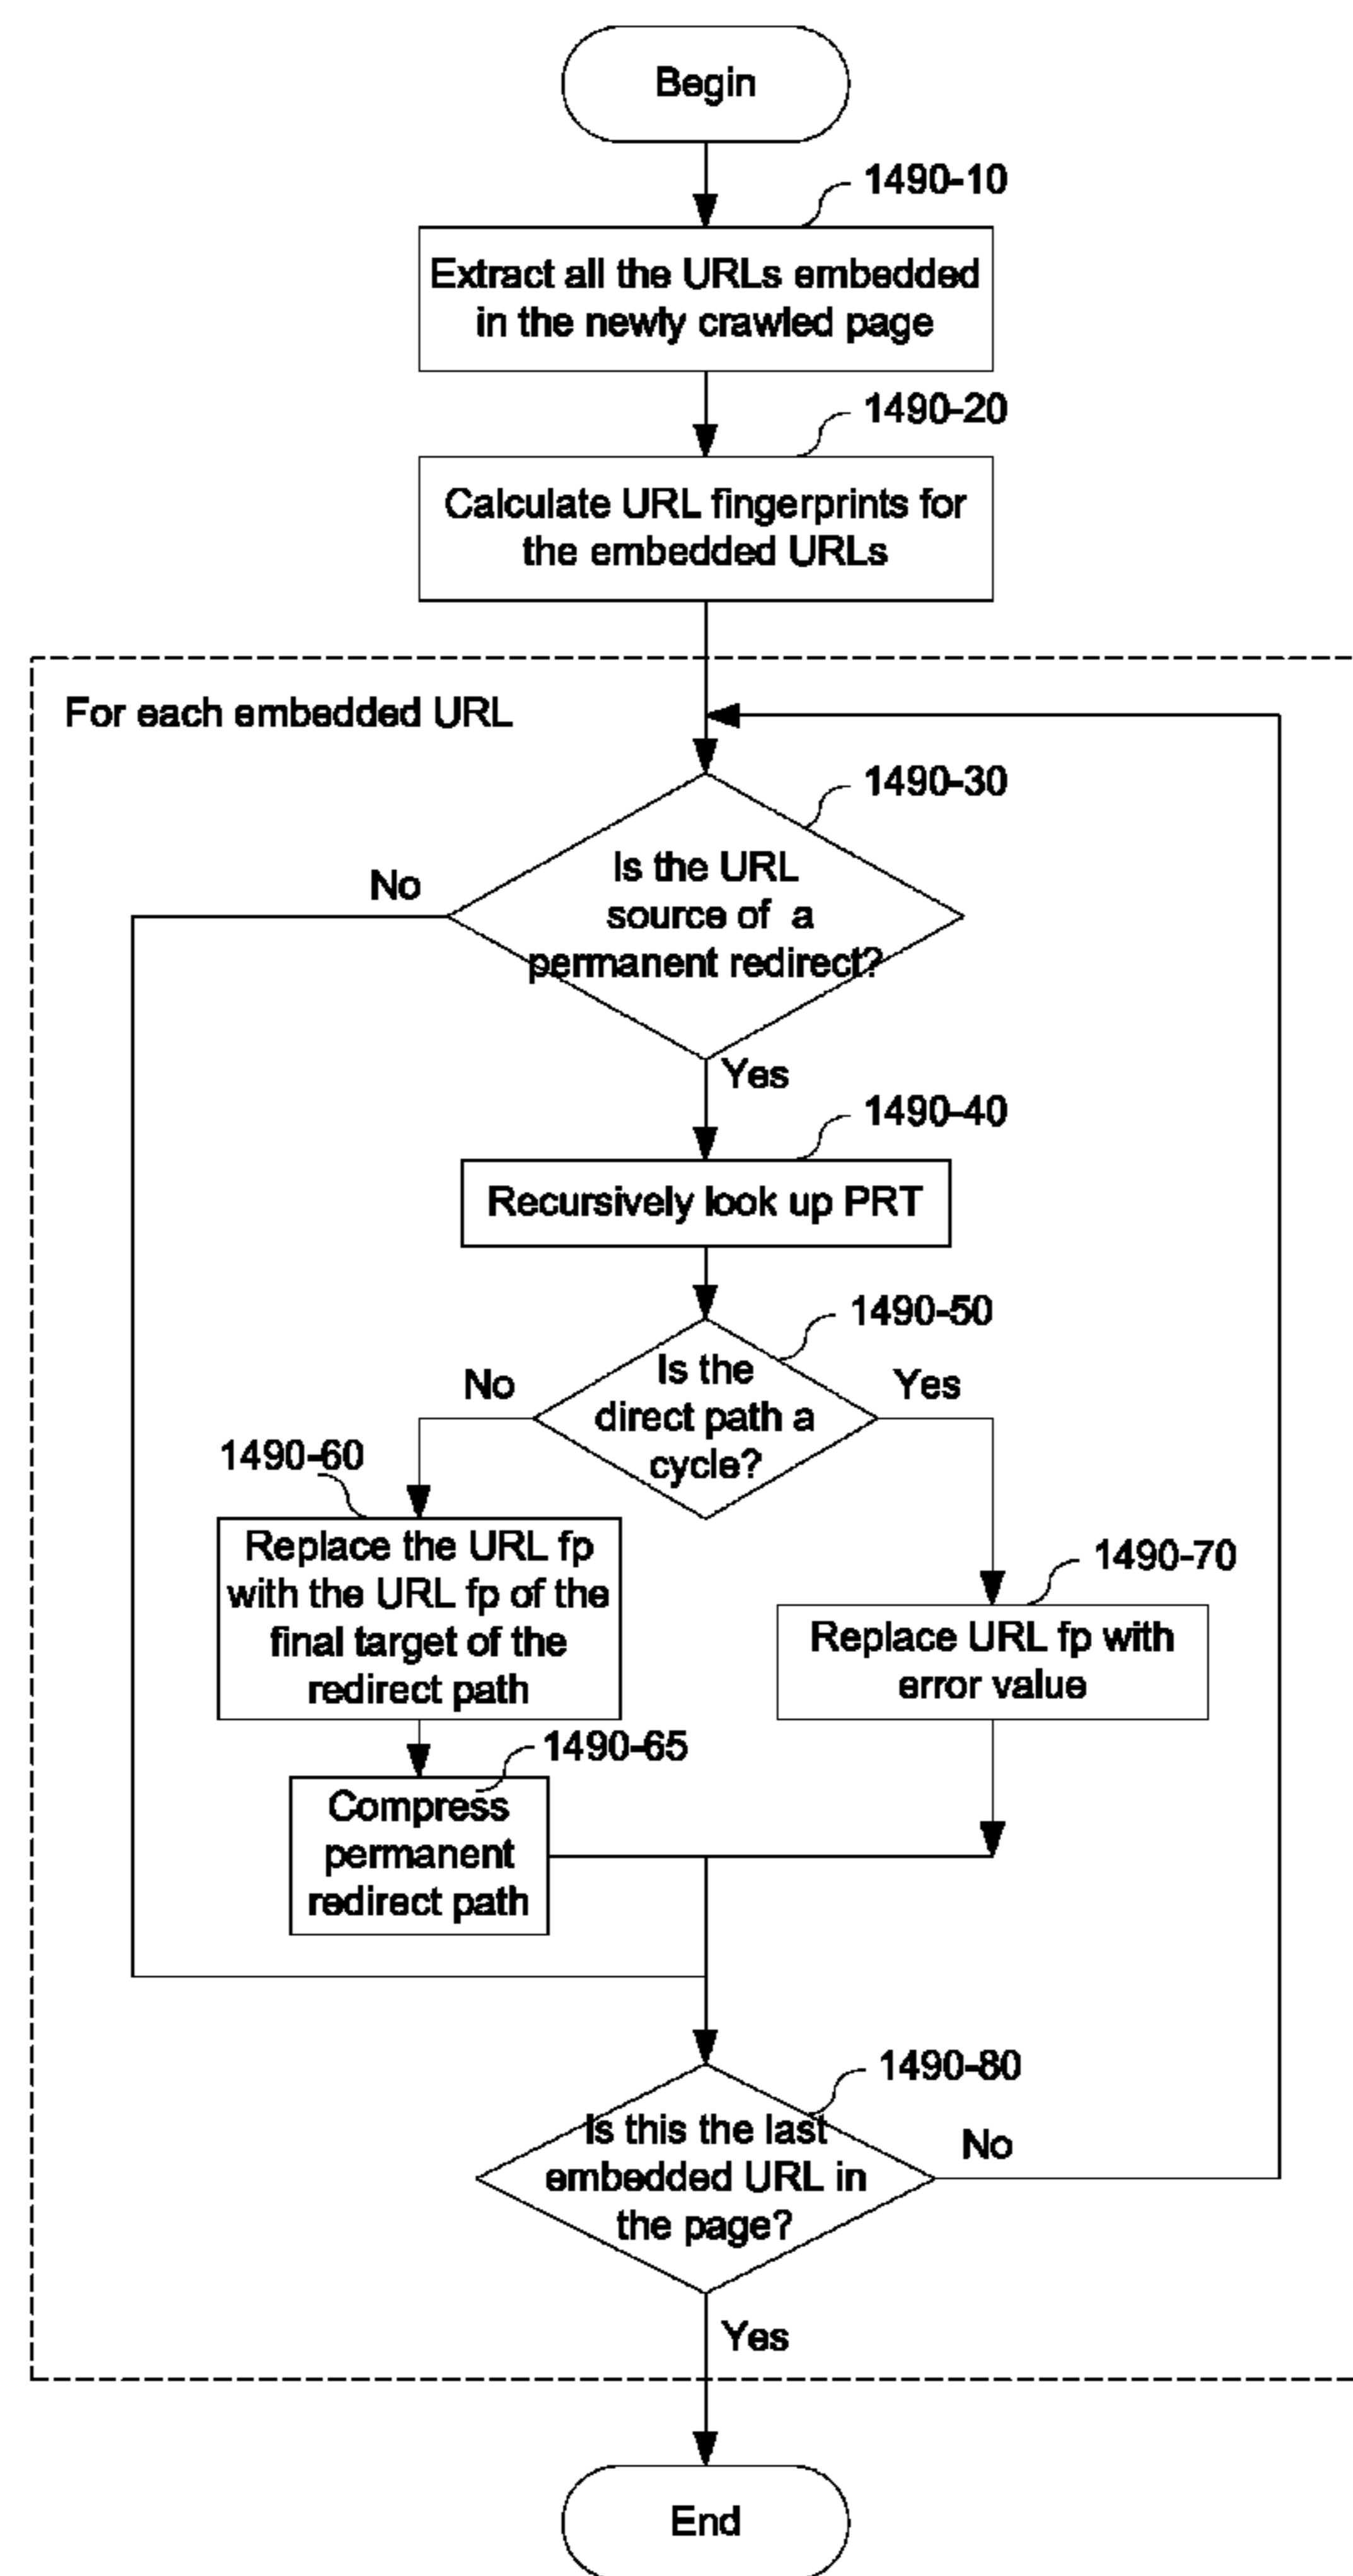 Begin
1490-10
Extract all the URLs embedded
in the newly crawled page
1490-20
Calculate URL fingerprints for
the embedded URLs
For each embedded URL
1490-30
Is the URL
source of a
permanent redirect?
No
Yes
1490-40
Recursively look up PRT
1490-50
Is the
direct path a
cycle?
No
Yes
1490-60
Replace the URL fp
with the URL fp of the
final target of the
redirect path
1490-70
Replace URL fp with
error value
1490-65
Compress
permanent
redirect path
1490-80
Is this the last
embedded URL in
the page?
No
Yes
End